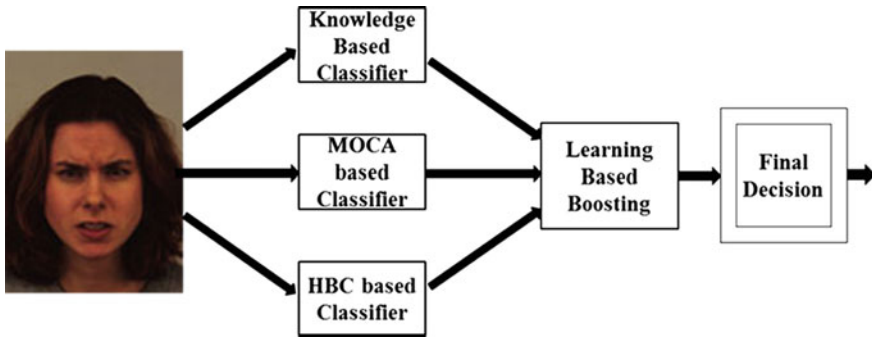 Knowledge
Based
Classifier
MOCA
based
Classifier
HBC based
Classifier
Learning
Based
Boosting
Final
Decision